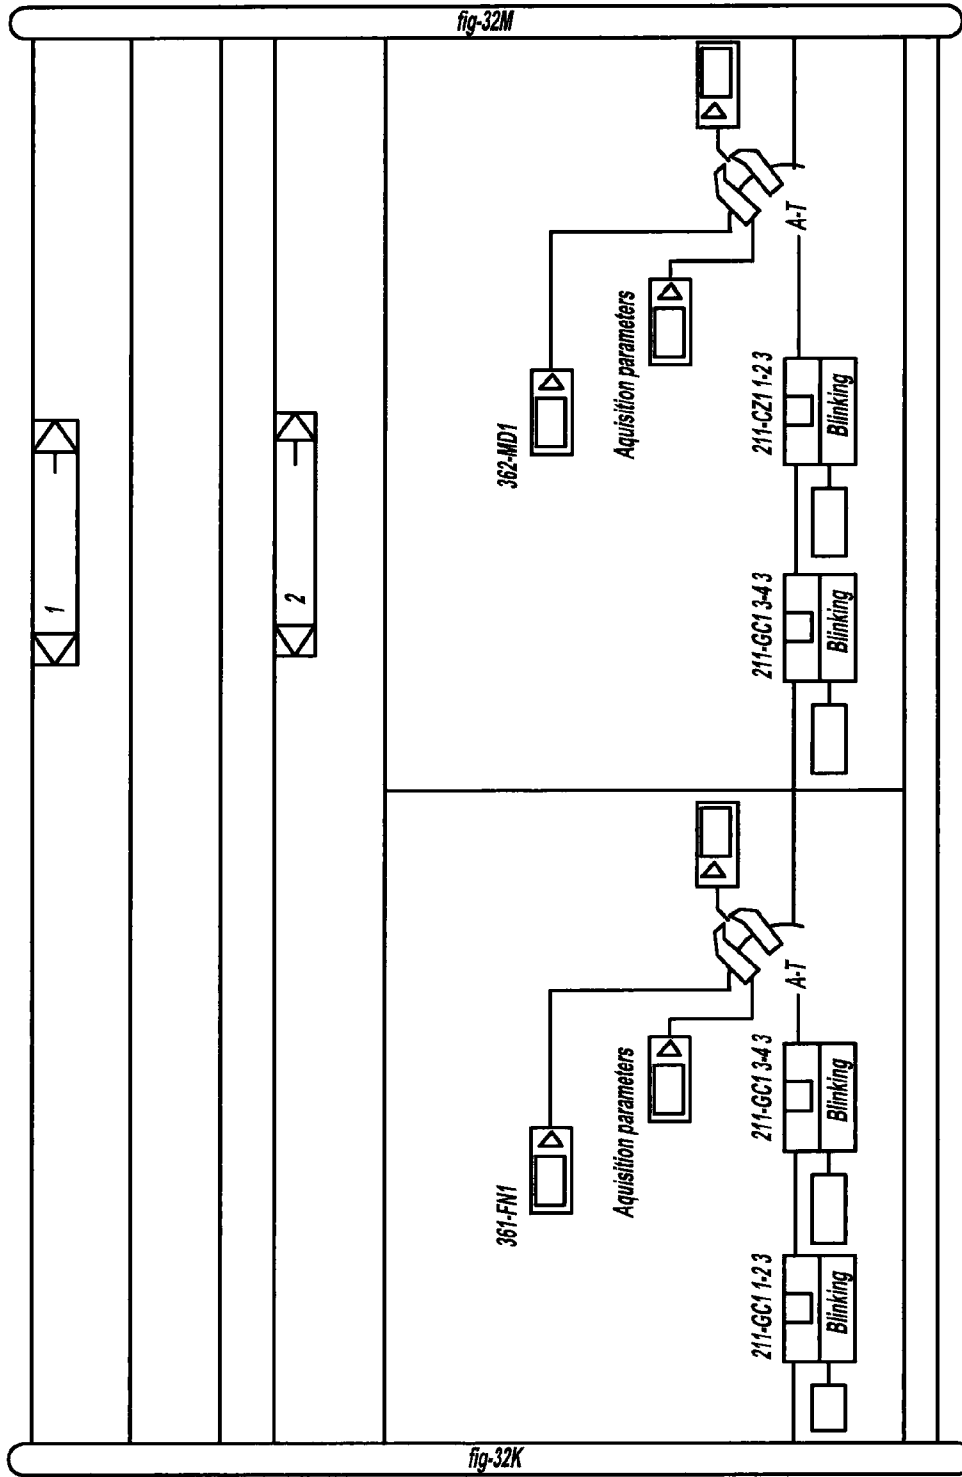 fig-32M
1
2
362-MD1
Aquisition parameters
A-T
211-CZ1 1-2 3
Blinking
211-GC1 3-4 3
Blinking
361-FN1
Aquisition parameters
A-T
211-GC1 3-4 3
Blinking
211-GC1 1-2 3
Blinking
fig-32K